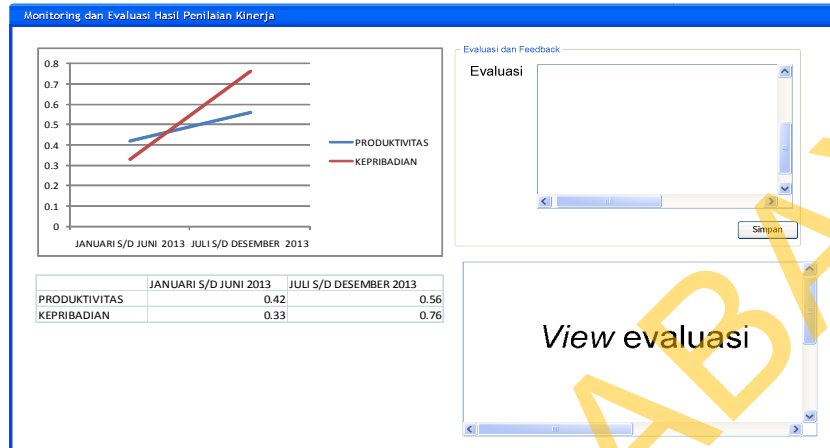 Monitoring dan Evaluasi Hasil Penilaian Kinerja
0.8
0.7
0.6
0.5
0.4
0.3
0.2
0.1
0
JANUARI S/D JUNI 2013 JULI S/D DESEMBER 2013
PRODUKTIVITAS
KEPRIBADIAN
JANUARI S/D JUNI 2013 JULI S/D DESEMBER 2013
PRODUKTIVITAS 0.42 0.56
KEPRIBADIAN 0.33 0.76
Evaluasi dan Feedback
Evaluasi
Simpan
View evaluasi
ABA